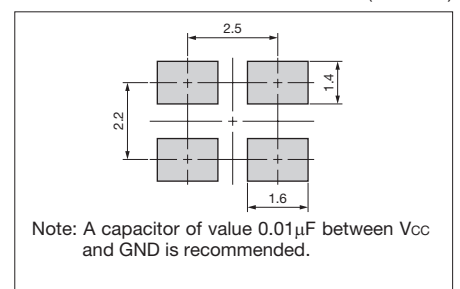 2.5
1.4
2.2
1.6
Note: A capacitor of value 0.01µF between Vcc
and GND is recommended.